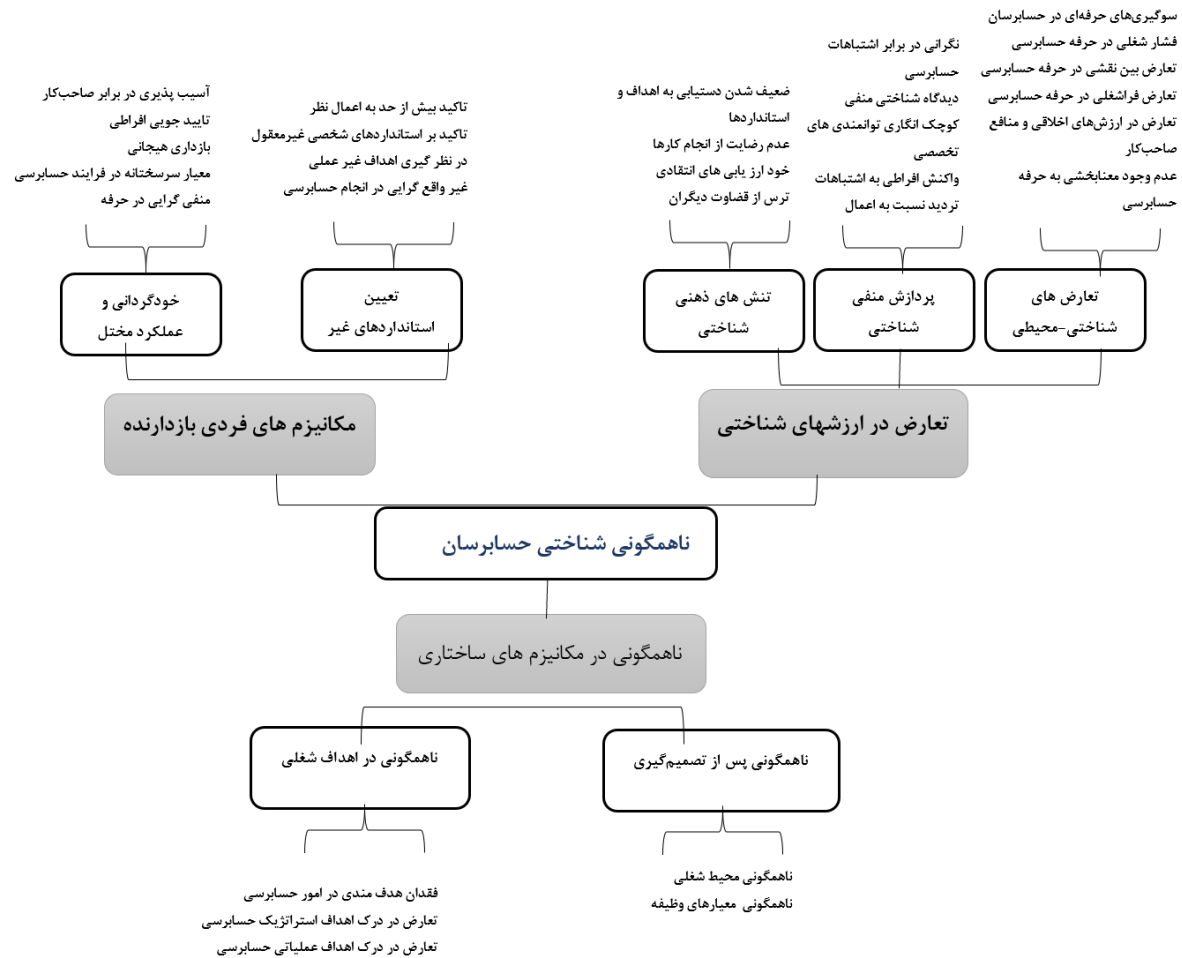 سوگیری‌های حرفه‌ای در حسابرسان
فشار شغلی در حرفه حسابرسی
تعارض بین نقشی در حرفه حسابرسی
تعارض فراشغلی در حرفه حسابرسی
تعارض در ارزش‌های اخلاقی و منافع
صاحب‌کار
عدم وجود معنابخشی به حرفه
حسابرسی
نگرانی در برابر اشتباهات
حسابرسی
دیدگاه شناختی منفی
کوچک انگاری توانمندی های
تخصصی
واکنش افراطی به اشتباهات
تردید نسبت به اعمال
ضعیف شدن دستیابی به اهداف و
استانداردها
عدم رضایت از انجام کارها
خود ارز یابی های انتقادی
ترس از قضاوت دیگران
تاکید بیش از حد به اعمال نظر
تاکید بر استانداردهای شخصی غیرمعقول
در نظر گیری اهداف غیر عملی
غیر واقع گرایی در انجام حسابرسی
آسیب پذیری در برابر صاحب‌کار
تایید جویی افراطی
بازداری هیجانی
معیار سرسختانه در فرایند حسابرسی
منفی گرایی در حرفه
تعارض های
شناختی-محیطی
پردازش منفی
شناختی
تنش های ذهنی
شناختی
تعیین
استانداردهای غیر
خودگردانی و
عملکرد مختل
تعارض در ارزشهای شناختی
مکانیزم های فردی بازدارنده
ناهمگونی شناختی حسابرسان
ناهمگونی در مکانیزم های ساختاری
ناهمگونی پس از تصمیم‌گیری
ناهمگونی در اهداف شغلی
ناهمگونی محیط شغلی
ناهمگونی معیارهای وظیفه
فقدان هدف مندی در امور حسابرسی
تعارض در درک اهداف استراتژیک حسابرسی
تعارض در درک اهداف عملیاتی حسابرسی